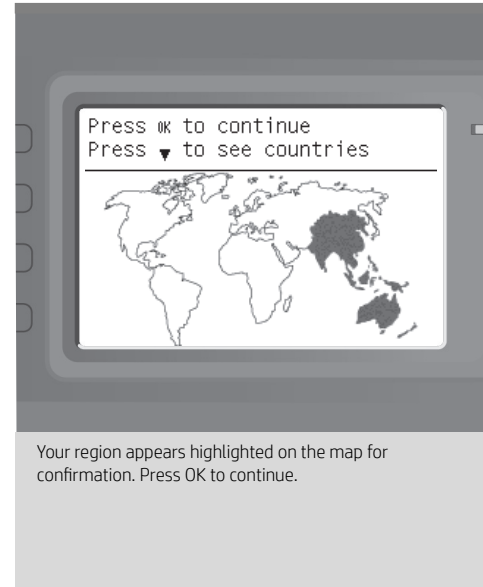 Press OK to continue
Press ▼ to see countries
Your region appears highlighted on the map for
confirmation. Press OK to continue.